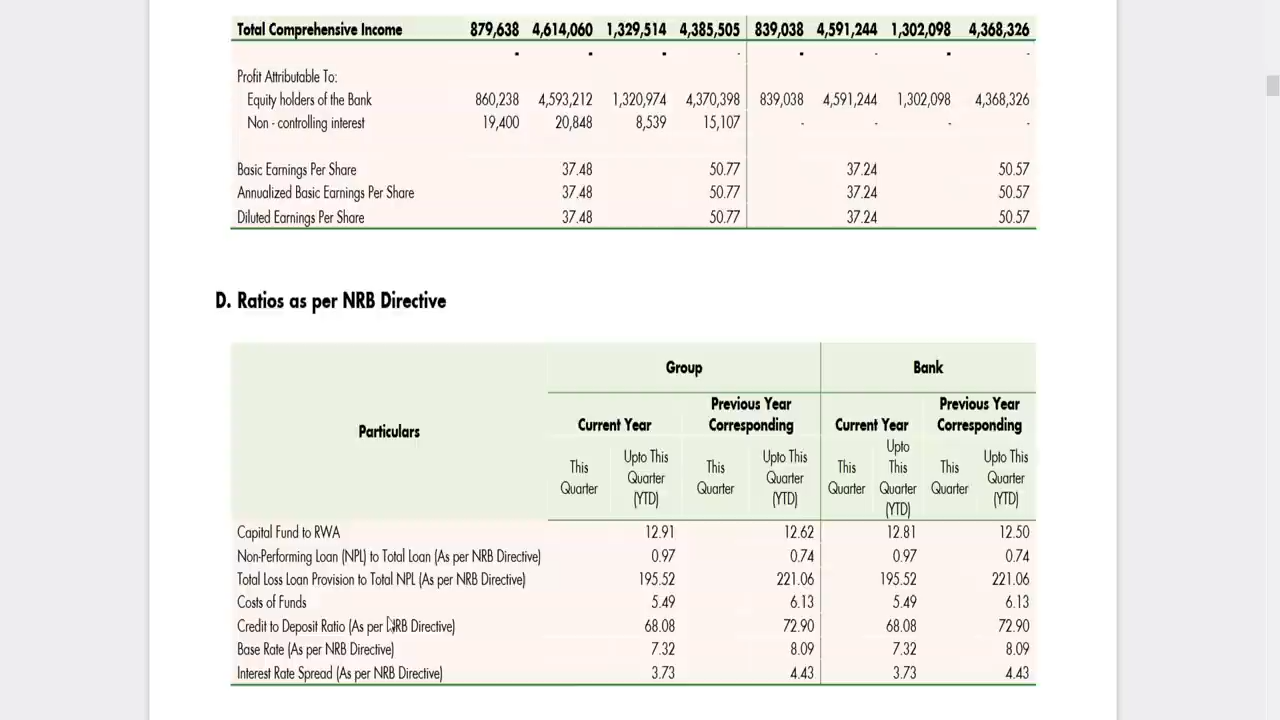 Total Comprehensive Income 879,638 4,614,060 1,329,514 4,385,505 839,038 4,591,244 1,302,098 4,368,326
- - - - - - - -
Profit Attributable To:
Equity holders of the Bank 860,238 4,593,212 1,320,974 4,370,398 839,038 4,591,244 1,302,098 4,368,326
Non - controlling interest 19,400 20,848 8,539 15,107 - - - -
Basic Earnings Per Share 37.48 50.77 37.24 50.57
Annualized Basic Earnings Per Share 37.48 50.77 37.24 50.57
Diluted Earnings Per Share 37.48 50.77 37.24 50.57
D. Ratios as per NRB Directive
Particulars
Group Bank
Current Year Previous Year Corresponding Current Year Previous Year Corresponding
This Quarter Upto This Quarter (YTD) This Quarter Upto This Quarter (YTD) This Quarter Upto This Quarter (YTD) This Quarter Upto This Quarter (YTD)
Capital Fund to RWA 12.91 12.62 12.81 12.50
Non-Performing Loan (NPL) to Total Loan (As per NRB Directive) 0.97 0.74 0.97 0.74
Total Loss Loan Provision to Total NPL (As per NRB Directive) 195.52 221.06 195.52 221.06
Costs of Funds 5.49 6.13 5.49 6.13
Credit to Deposit Ratio (As per NRB Directive) 68.08 72.90 68.08 72.90
Base Rate (As per NRB Directive) 7.32 8.09 7.32 8.09
Interest Rate Spread (As per NRB Directive) 3.73 4.43 3.73 4.43